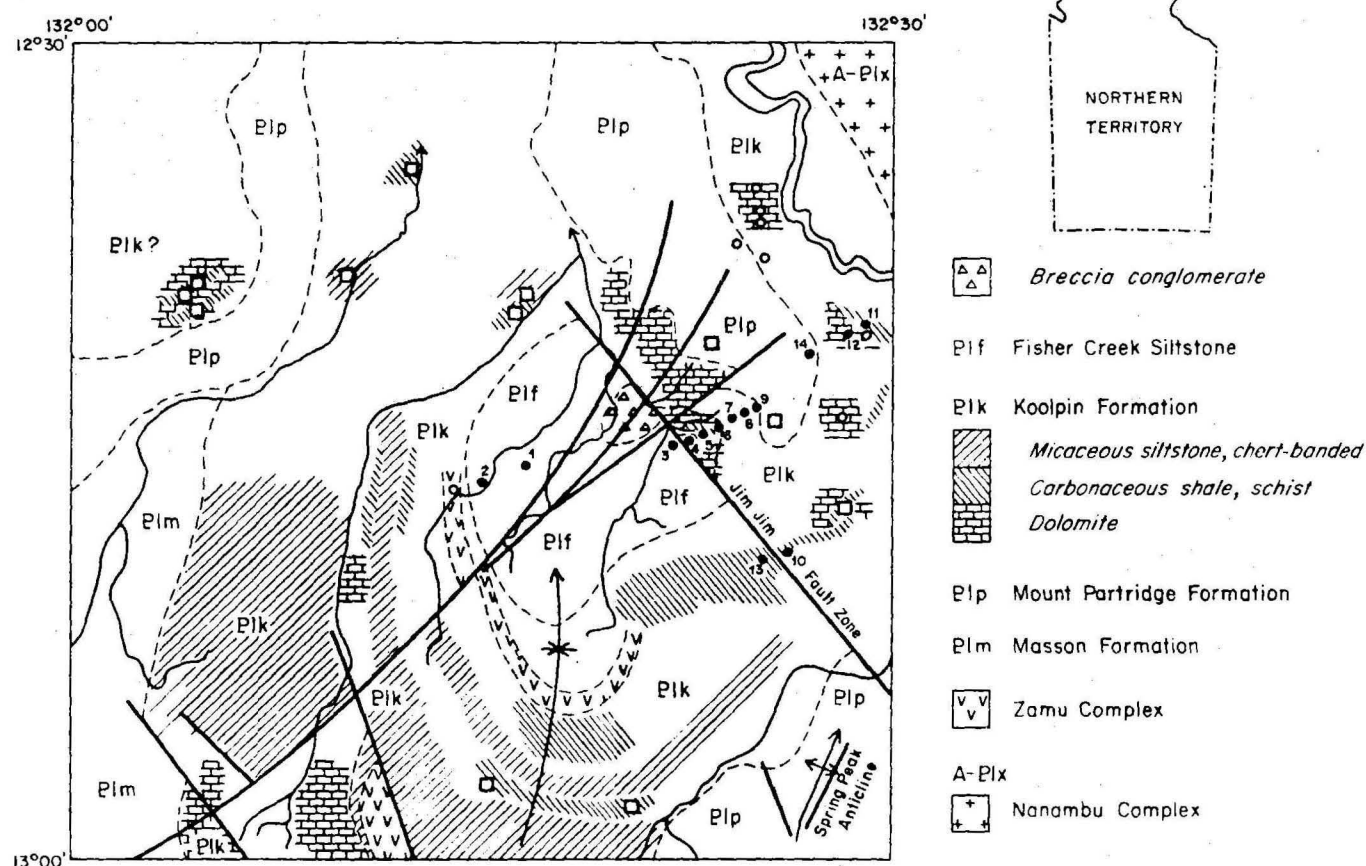 132°00'
132°30'
12°30'
A-Plx
Plp
Plp
Plk
Plk?
11
12
Plp
14
Plp
Plf
7
9
8
6
5
4
3
Plk
1
2
Plk
Plf
Jim Jim Fault Zone
Plm
Plf
10
13
Plk
Plk
Plk
Plp
Plm
Spring Peak
Anticline
Plp
Plk
13°00'
NORTHERN
TERRITORY
Breccia conglomerate
Plf Fisher Creek Siltstone
Plk Koolpin Formation
Micaceous siltstone, chert-banded
Carbonaceous shale, schist
Dolomite
Plp Mount Partridge Formation
Plm Masson Formation
Zamu Complex
A-Plx
Nanambu Complex